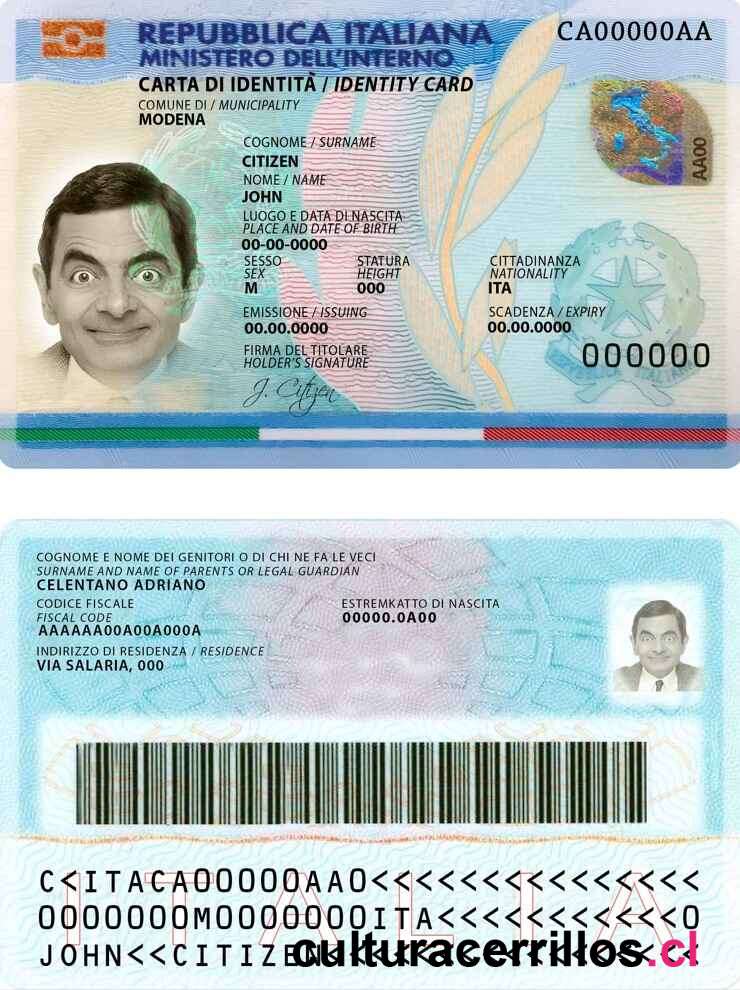 REPUBBLICA ITALIANA
CA00000AA
MINISTERO DELL'INTERNO
CARTA DI IDENTITÀ / IDENTITY CARD
COMUNE DI / MUNICIPALITY
MODENA
COGNOME / SURNAME
CITIZEN
NOME / NAME
JOHN
AA00
LUOGO E DATA DI NASCITA
PLACE AND DATE OF BIRTH
00-00-0000
SESSO STATURA CITTADINANZA
SEX HEIGHT NATIONALITY
M 000 ITA
EMISSIONE / ISSUING SCADENZA / EXPIRY
00.00.0000 00.00.0000
FIRMA DEL TITOLARE
HOLDER'S SIGNATURE
000000
J. Citizen
COGNOME E NOME DEI GENITORI O DI CHI NE FA LE VECI
SURNAME AND NAME OF PARENTS OR LEGAL GUARDIAN
CELENTANO ADRIANO
CODICE FISCALE ESTREMKATTO DI NASCITA
FISCAL CODE 00000.0A00
AAAAAA00A00A000A
INDIRIZZO DI RESIDENZA / RESIDENCE
VIA SALARIA, 000
ITALIA
C<ITACA00000AA0<<<<<<<<<<<<<<<
0000000M0000000ITA<<<<<<<<<<<0
JOHN<<CITIZEN<<<<<<<<<<<<<<<<<
culturacerrillos.cl